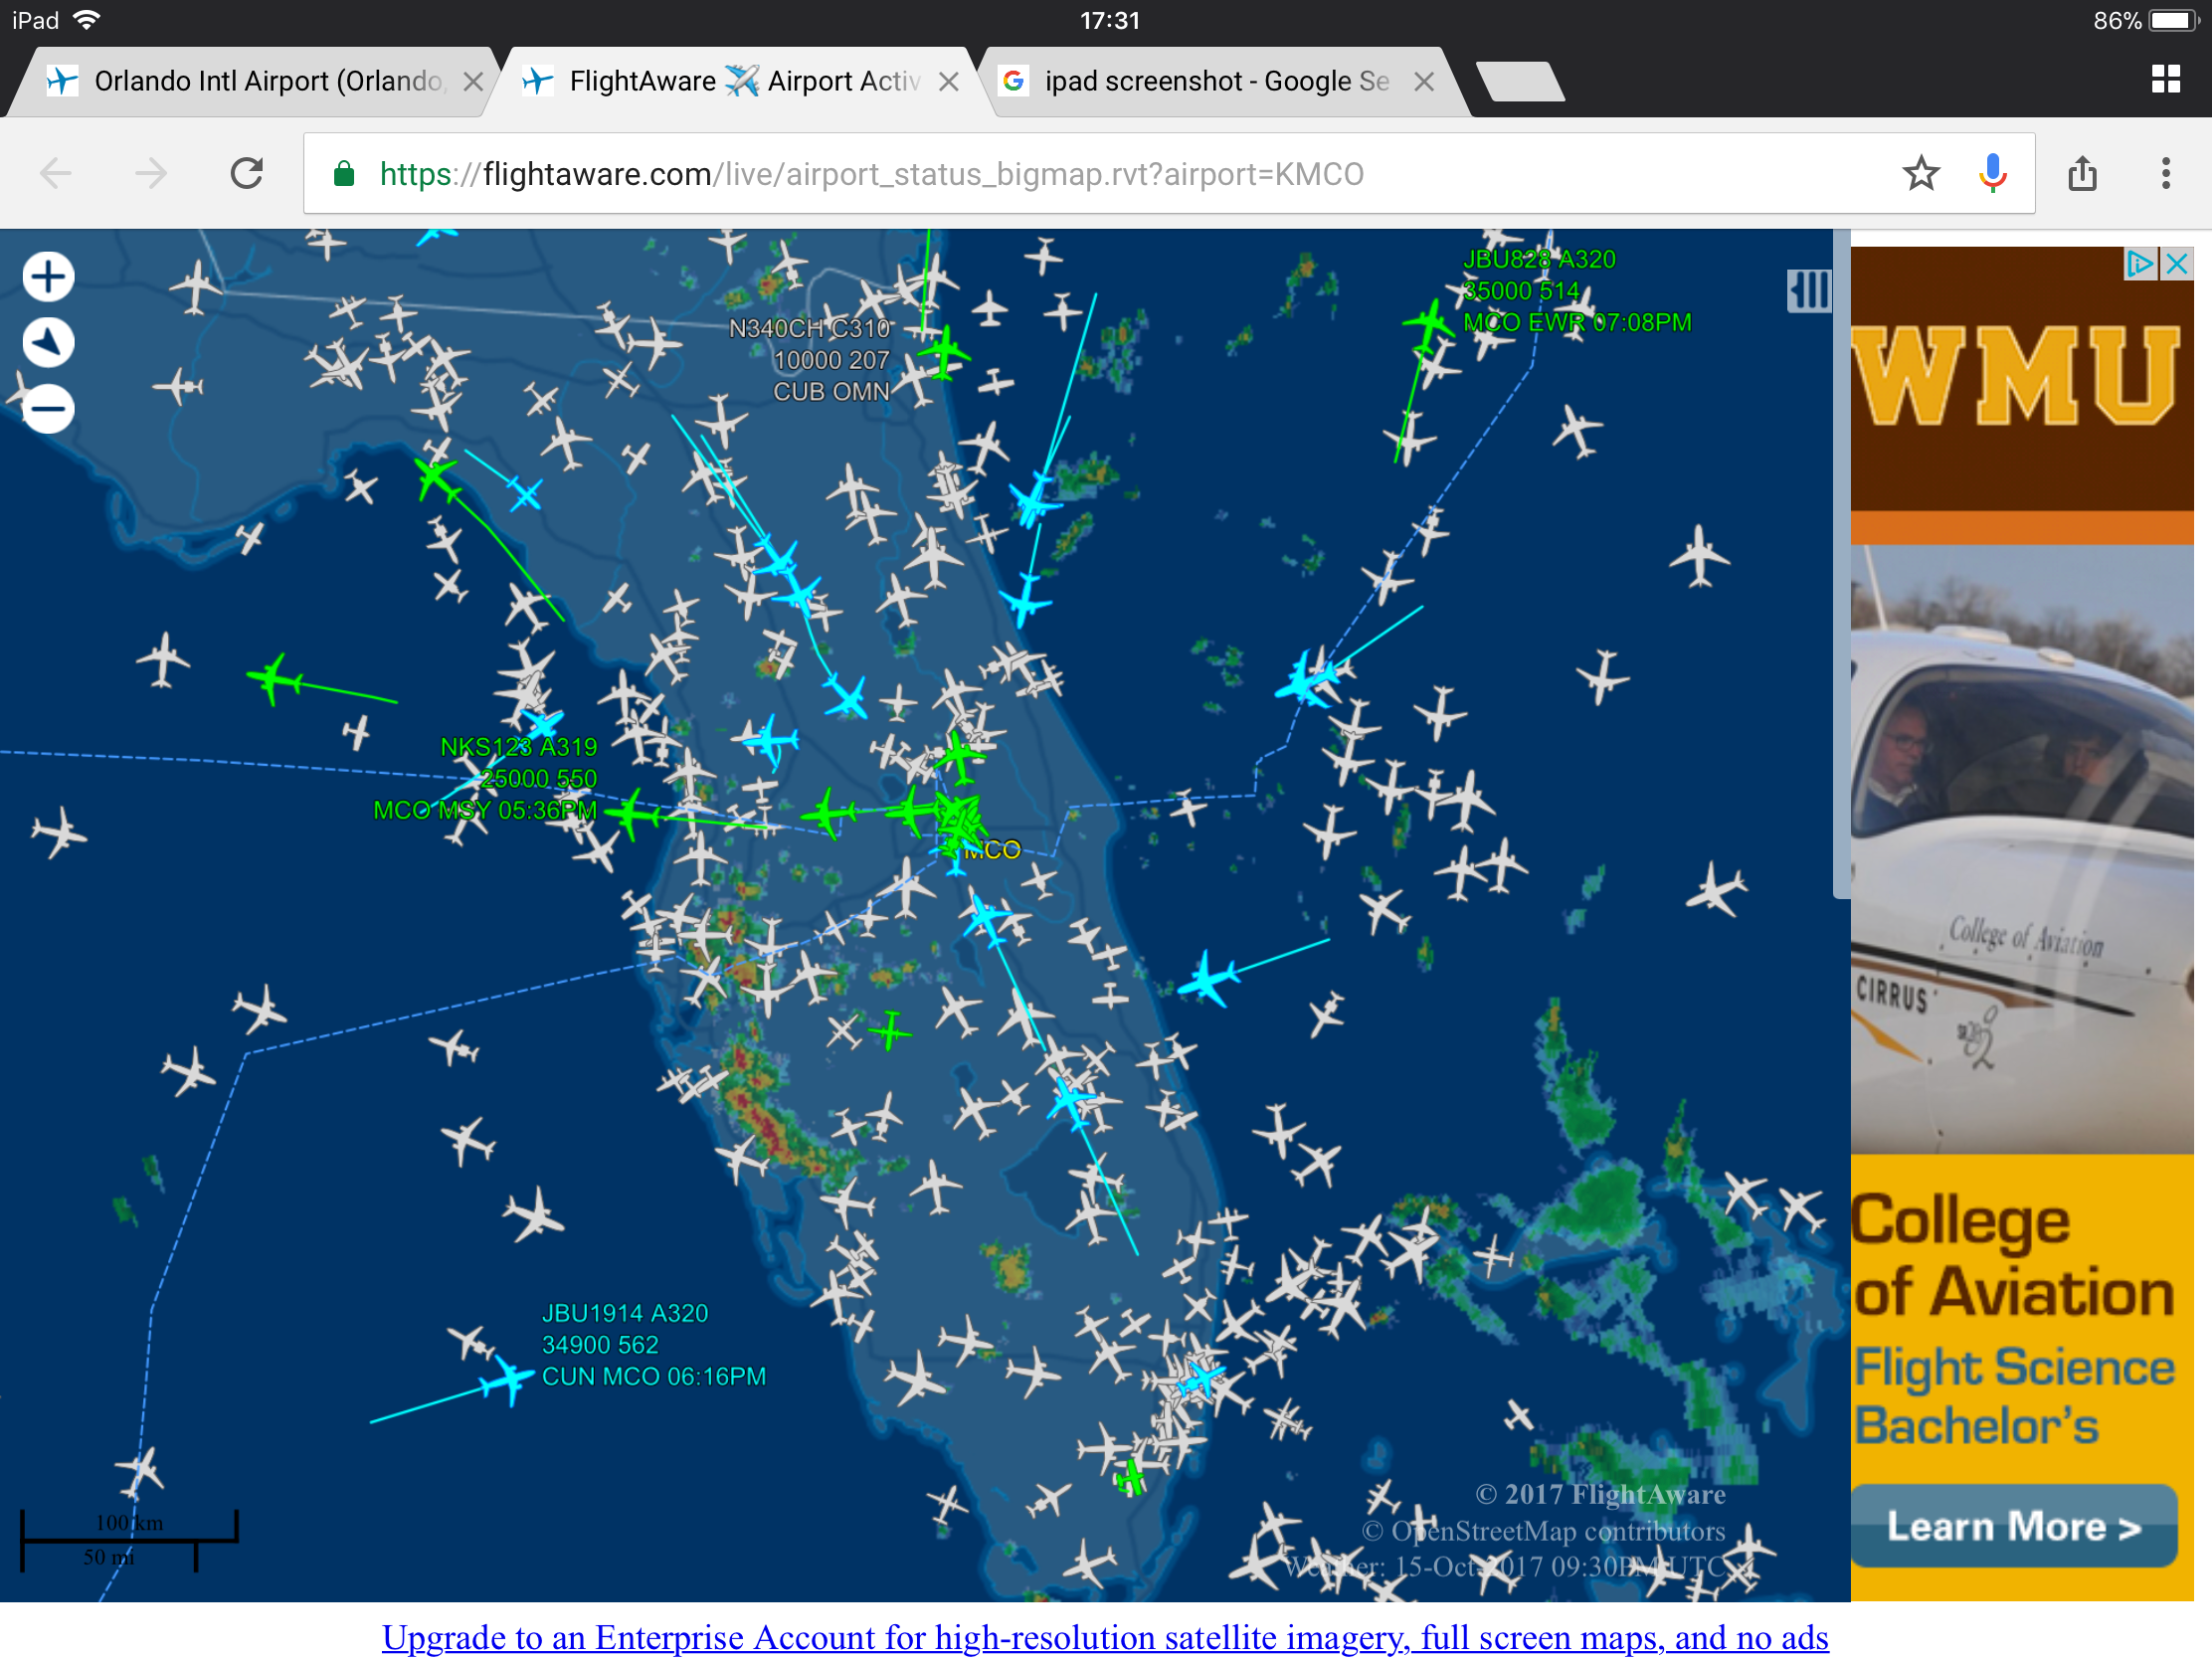 iPad
17:31
86%
Orlando Intl Airport (Orlando,
FlightAware ✈️ Airport Activ
ipad screenshot - Google Se
https://flightaware.com/live/airport_status_bigmap.rvt?airport=KMCO
JBU828 A320
35000 514
MCO EWR 07:08PM
N340CH C310
10000 207
CUB OMN
NKS123 A319
25000 550
MCO MSY 05:36PM
MCO
JBU1914 A320
34900 562
CUN MCO 06:16PM
100 km
50 mi
© 2017 FlightAware
© OpenStreetMap contributors
Weather: 15-Oct-2017 09:30PM UTC
WMU
College of Aviation
CIRRUS
College
of Aviation
Flight Science
Bachelor's
Learn More >
Upgrade to an Enterprise Account for high-resolution satellite imagery, full screen maps, and no ads